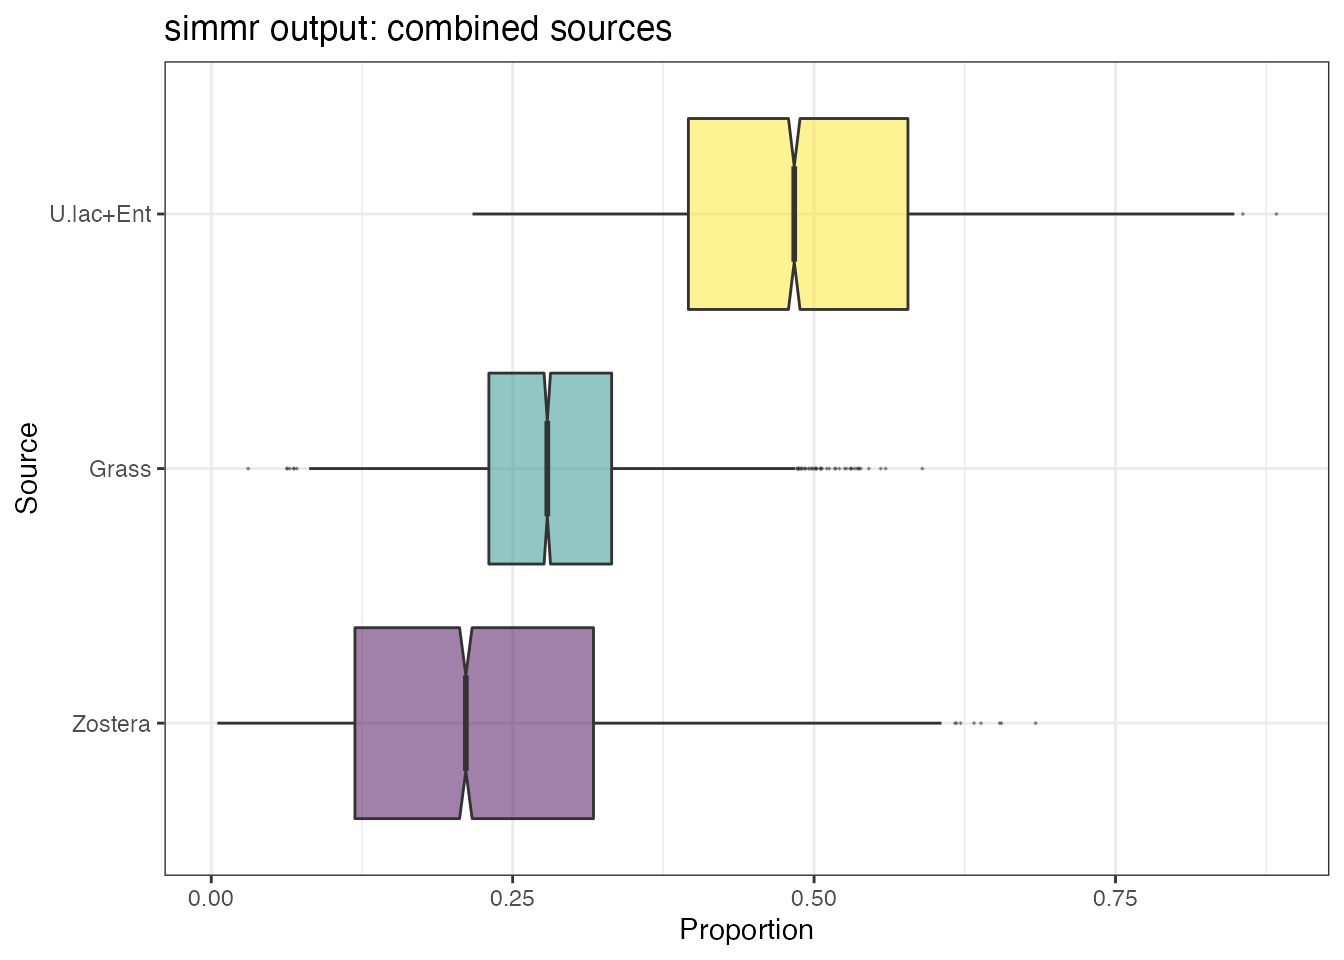 simmr output: combined sources
U.lac+Ent
Grass
Zostera
Source
0.00 0.25 0.50 0.75
Proportion